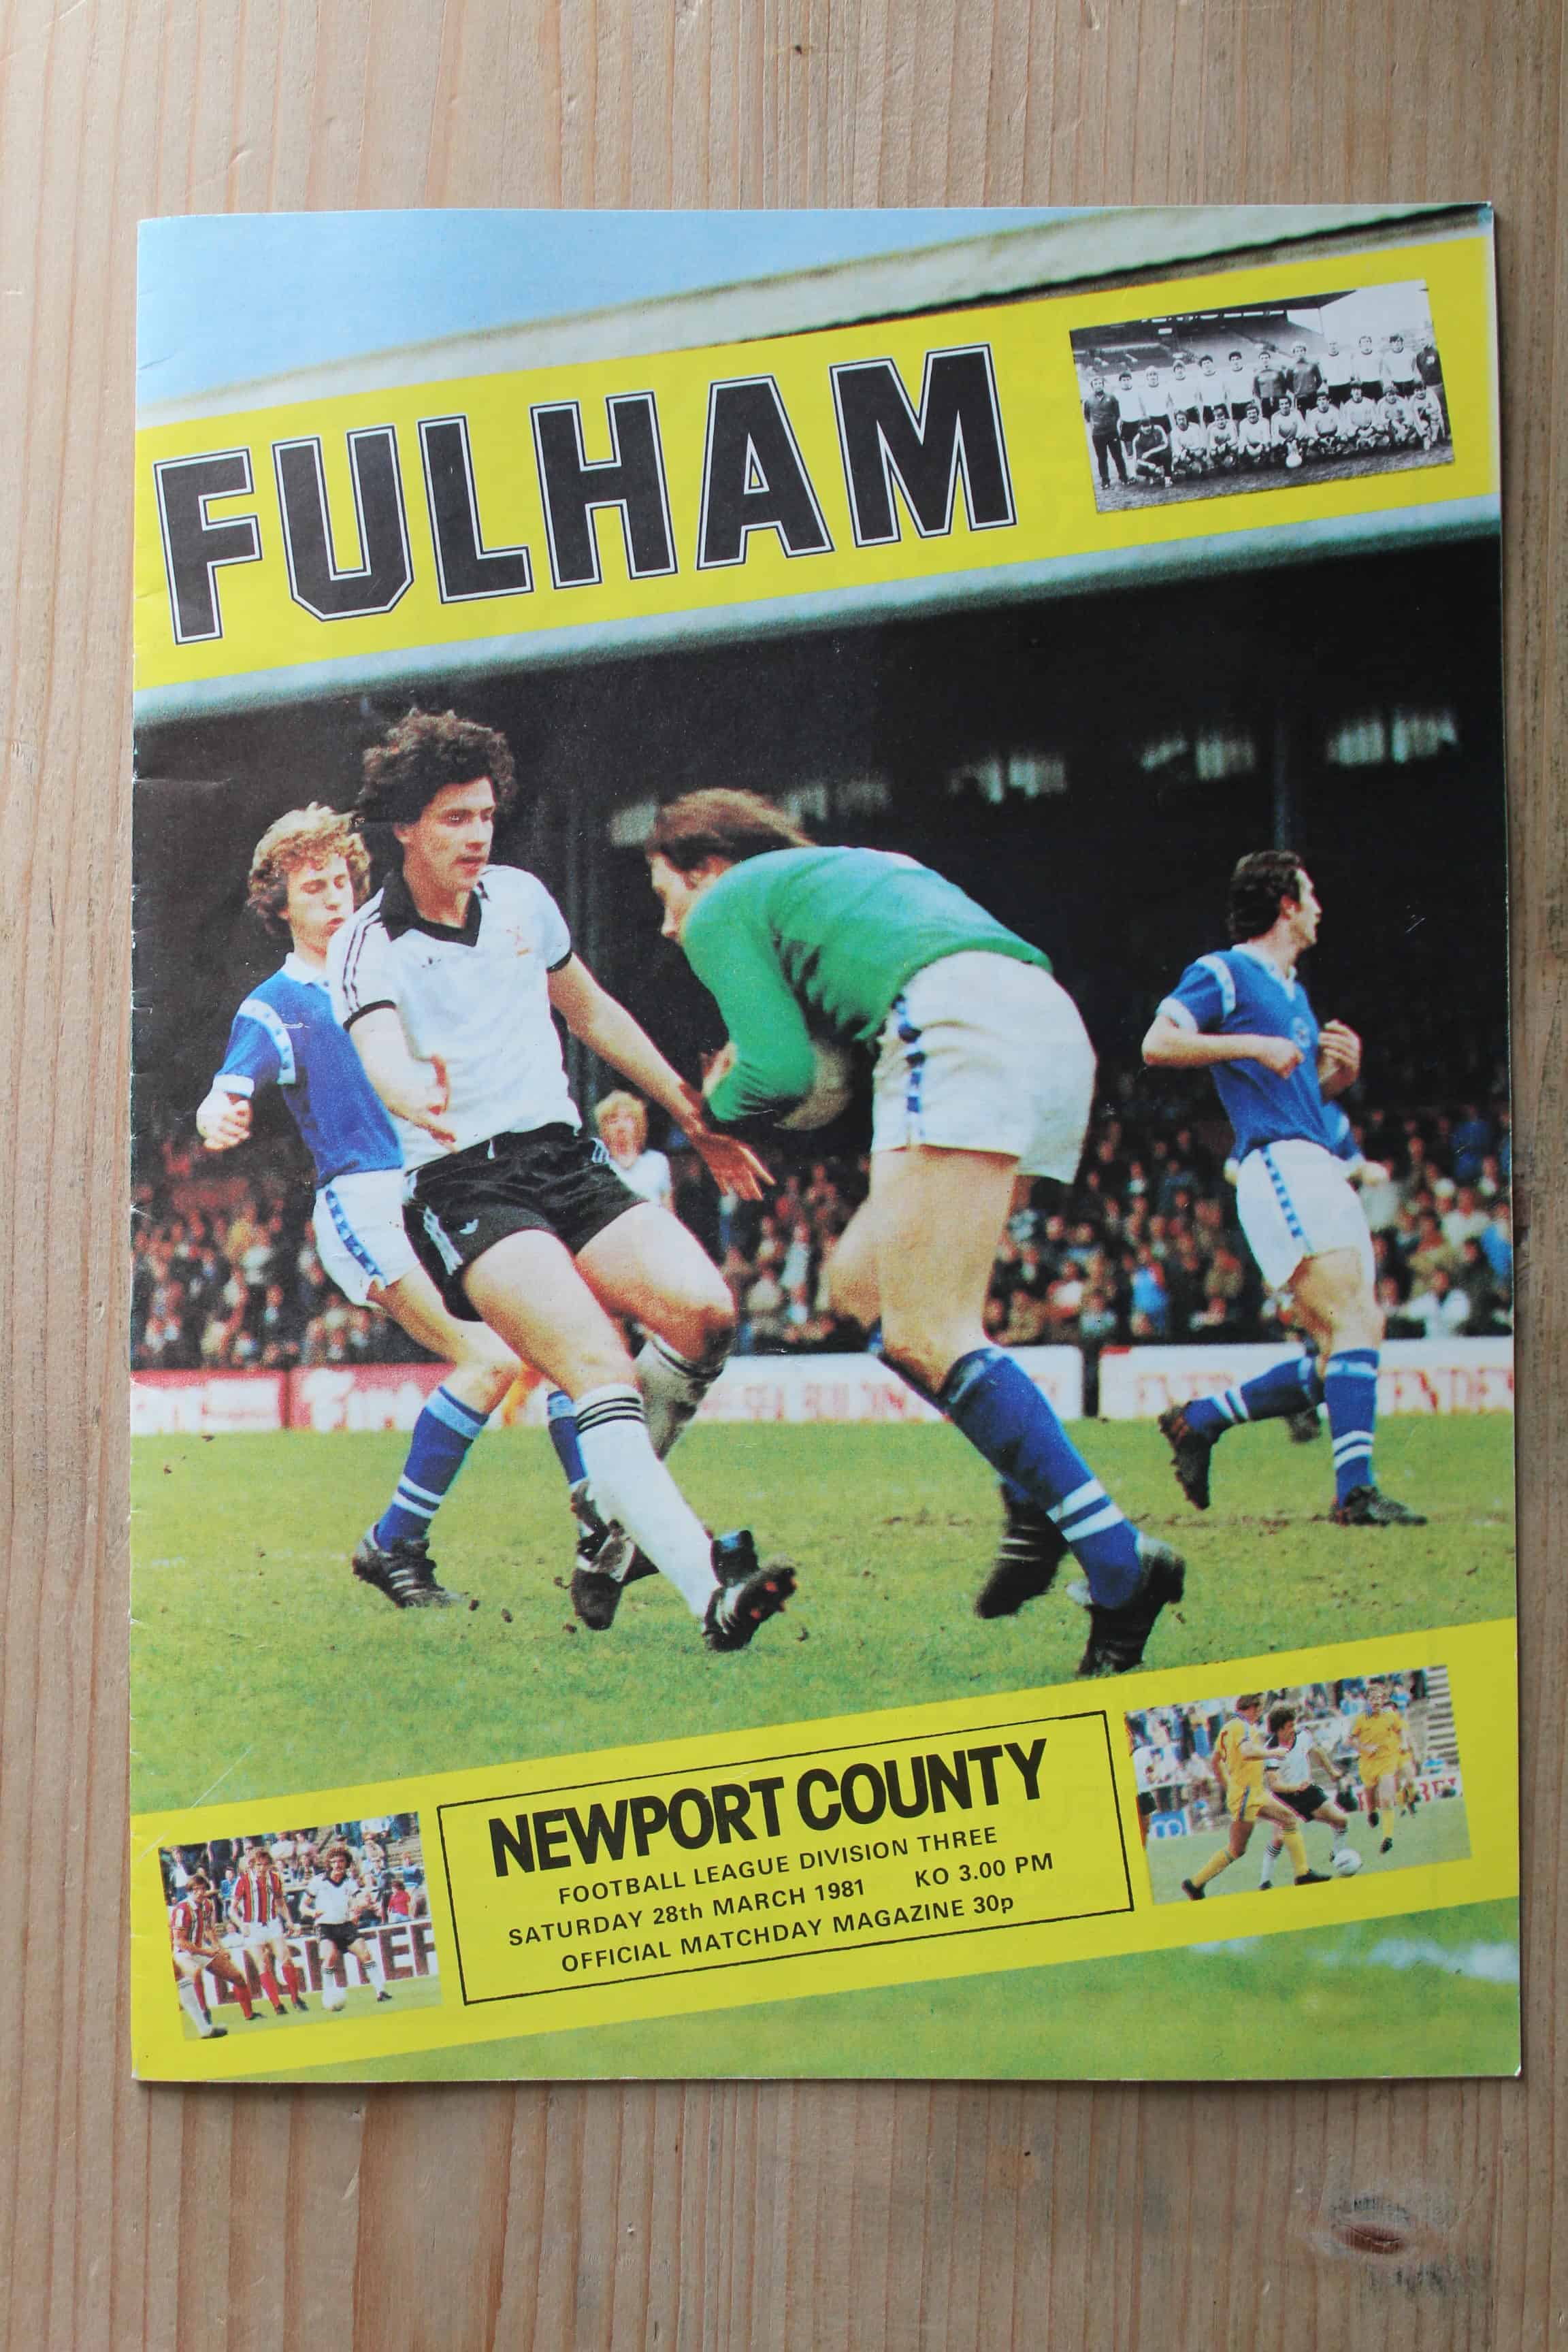 FULHAM
NEWPORT COUNTY
FOOTBALL LEAGUE DIVISION THREE
SATURDAY 28th MARCH 1981 KO 3.00 PM
OFFICIAL MATCHDAY MAGAZINE 30p